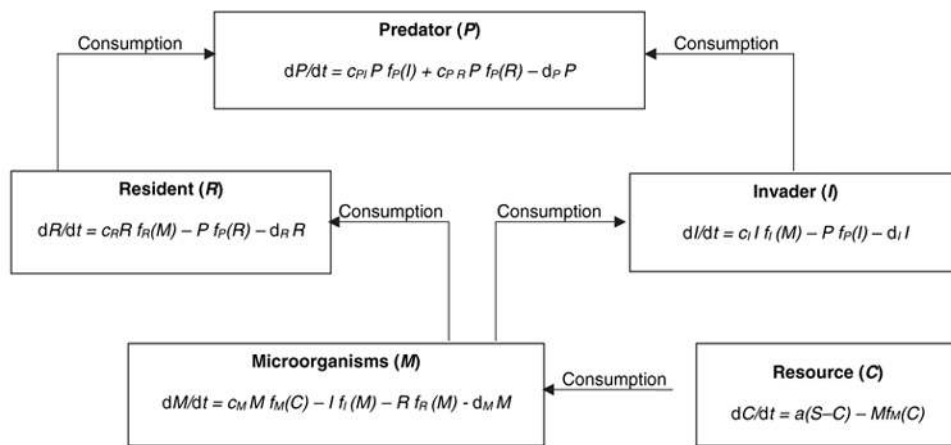 Predator (P)
Consumption
Consumption
dP/dt = c_PI P f_P(I) + c_P R P f_P(R) – d_P P
Resident (R)
Invader (I)
Consumption
Consumption
dR/dt = c_R R f_R(M) – P f_P(R) – d_R R
dI/dt = c_I I f_I (M) – P f_P(I) – d_I I
Microorganisms (M)
Resource (C)
Consumption
dM/dt = c_M M f_M(C) – I f_I (M) – R f_R (M) - d_M M
dC/dt = a(S–C) – Mf_M(C)